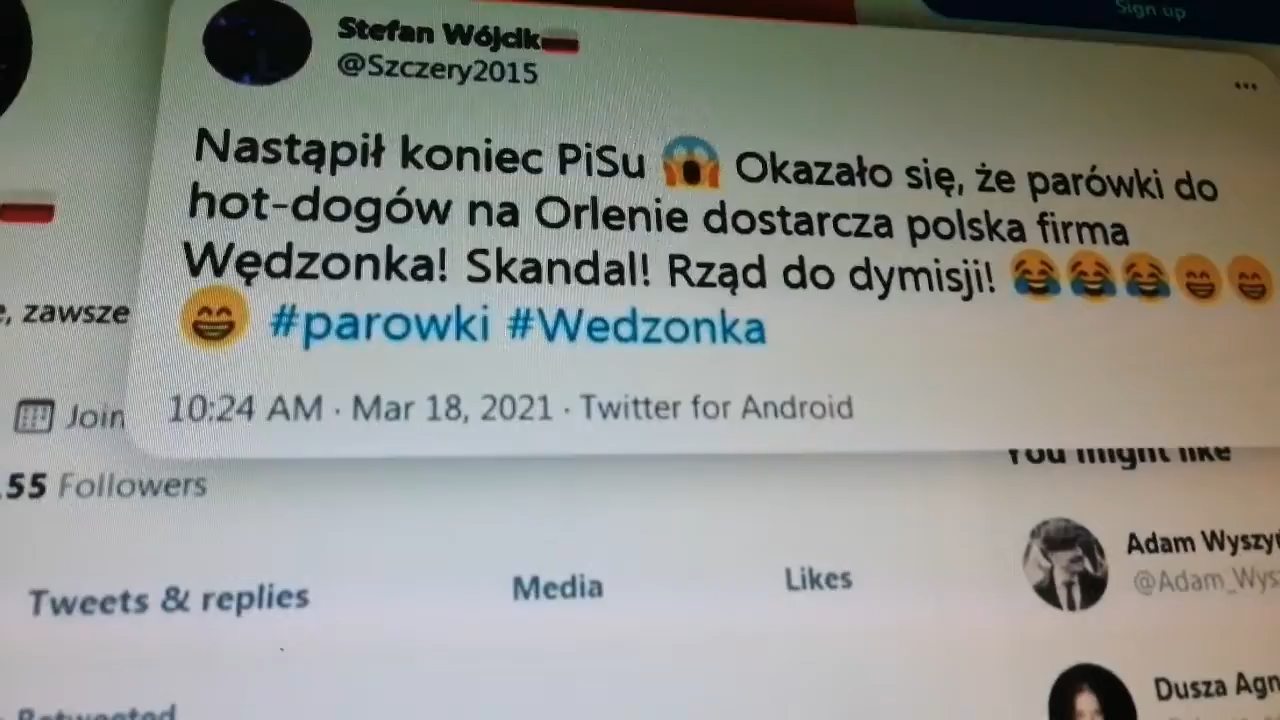 Sign up
Stefan Wójcik
@Szczery2015
Nastąpił koniec PiSu 😱 Okazało się, że parówki do
hot-dogów na Orlenie dostarcza polska firma
Wędzonka! Skandal! Rząd do dymisji! 😂😂😂😄😄
😄 #parowki #Wedzonka
10:24 AM · Mar 18, 2021 · Twitter for Android
, zawsze
Join
55 Followers
You might like
Tweets & replies Media Likes
Adam Wyszyń
@Adam_Wys
Dusza Agn
Retweeted